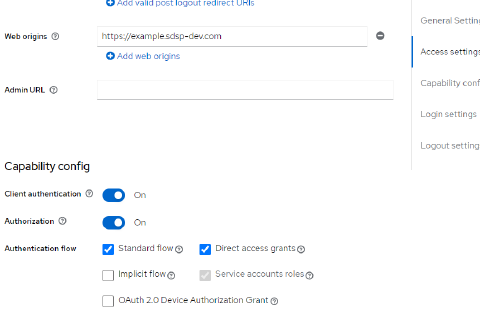 Add valid post logout redirect URIs
General Settin
Web origins
https://example.sdsp-dev.com
Access settings
Add web origins
Capability conf
Admin URL
Login settings
Logout setting
Capability config
Client authentication
On
Authorization
On
Authentication flow
Standard flow
Direct access grants
Implicit flow
Service accounts roles
OAuth 2.0 Device Authorization Grant